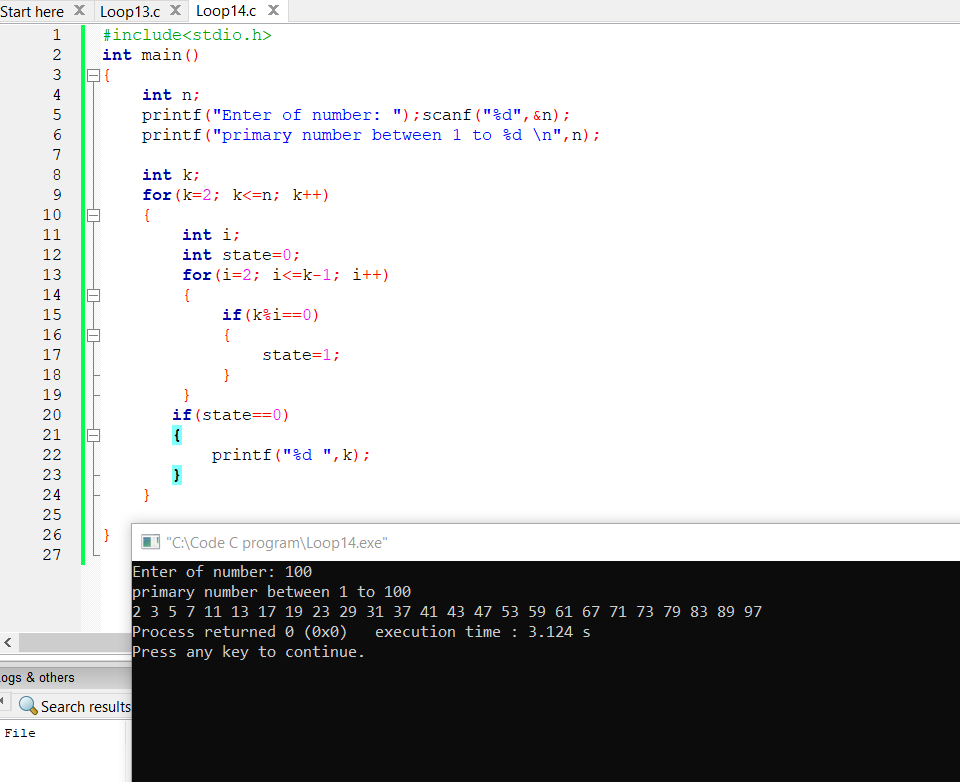 Start here X Loop13.c X Loop14.c X
1 #include<stdio.h>
2 int main()
3 {
4 int n;
5 printf("Enter of number: ");scanf("%d",&n);
6 printf("primary number between 1 to %d \n",n);
7
8 int k;
9 for(k=2; k<=n; k++)
10 {
11 int i;
12 int state=0;
13 for(i=2; i<=k-1; i++)
14 {
15 if(k%i==0)
16 {
17 state=1;
18 }
19 }
20 if(state==0)
21 {
22 printf("%d ",k);
23 }
24 }
25
26 }
27
"C:\Code C program\Loop14.exe"
Enter of number: 100
primary number between 1 to 100
2 3 5 7 11 13 17 19 23 29 31 37 41 43 47 53 59 61 67 71 73 79 83 89 97
Process returned 0 (0x0) execution time : 3.124 s
Press any key to continue.
ogs & others
Search results
File